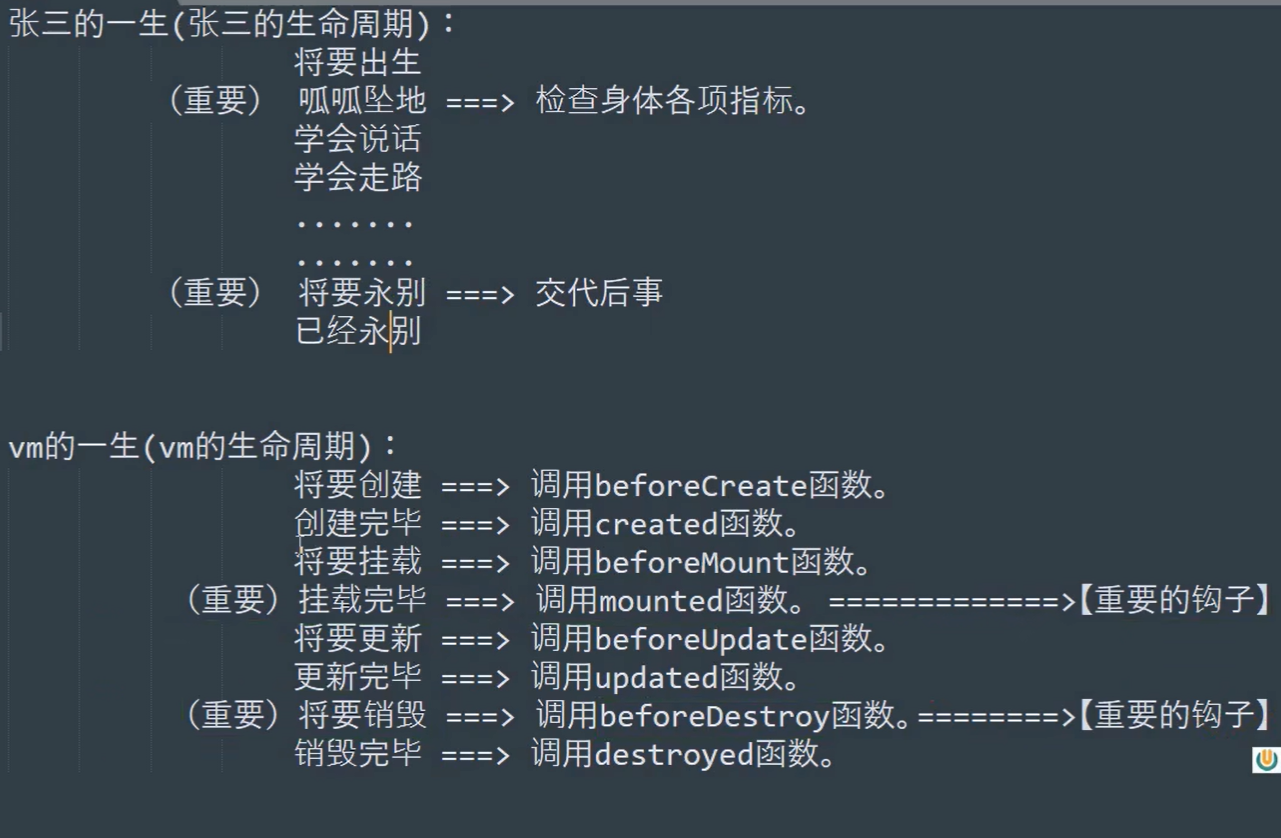 张三的一生(张三的生命周期)：
将要出生
（重要） 呱呱坠地 ===> 检查身体各项指标。
学会说话
学会走路
.......
.......
（重要） 将要永别 ===> 交代后事
已经永别
vm的一生(vm的生命周期)：
将要创建 ===> 调用beforeCreate函数。
创建完毕 ===> 调用created函数。
将要挂载 ===> 调用beforeMount函数。
（重要）挂载完毕 ===> 调用mounted函数。 =============>【重要的钩子】
将要更新 ===> 调用beforeUpdate函数。
更新完毕 ===> 调用updated函数。
（重要）将要销毁 ===> 调用beforeDestroy函数。========>【重要的钩子】
销毁完毕 ===> 调用destroyed函数。